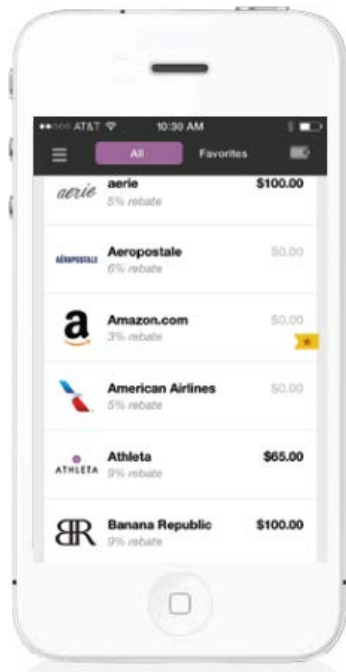 AT&T 10:30 AM
All Favorites
aerie aerie $100.00
5% rebate
AÉROPOSTALE Aeropostale $0.00
6% rebate
a Amazon.com $0.00
3% rebate
American Airlines $0.00
5% rebate
ATHLETA Athleta $65.00
9% rebate
BR Banana Republic $100.00
9% rebate